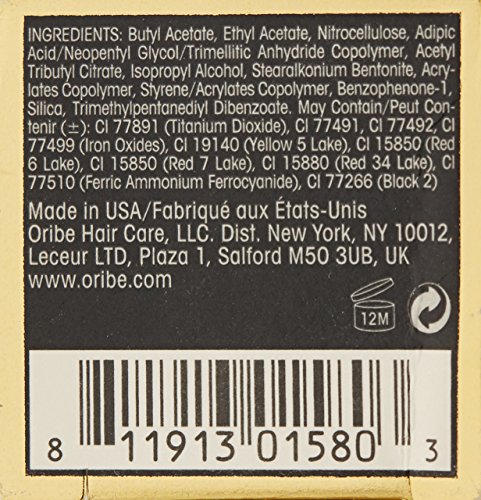 INGREDIENTS: Butyl Acetate, Ethyl Acetate, Nitrocellulose, Adipic
Acid/Neopentyl Glycol/Trimellitic Anhydride Copolymer, Acetyl
Tributyl Citrate, Isopropyl Alcohol, Stearalkonium Bentonite, Acry-
lates Copolymer, Styrene/Acrylates Copolymer, Benzophenone-1,
Silica, Trimethylpentanediyl Dibenzoate. May Contain/Peut Con-
tenir (±): CI 77891 (Titanium Dioxide), CI 77491, CI 77492, CI
77499 (Iron Oxides), CI 19140 (Yellow 5 Lake), CI 15850 (Red
6 Lake), CI 15850 (Red 7 Lake), CI 15880 (Red 34 Lake), CI
77510 (Ferric Ammonium Ferrocyanide), CI 77266 (Black 2)
Made in USA/Fabriqué aux États-Unis
Oribe Hair Care, LLC. Dist. New York, NY 10012,
Leceur LTD, Plaza 1, Salford M50 3UB, UK
www.oribe.com
12M
8 11913 01580 3